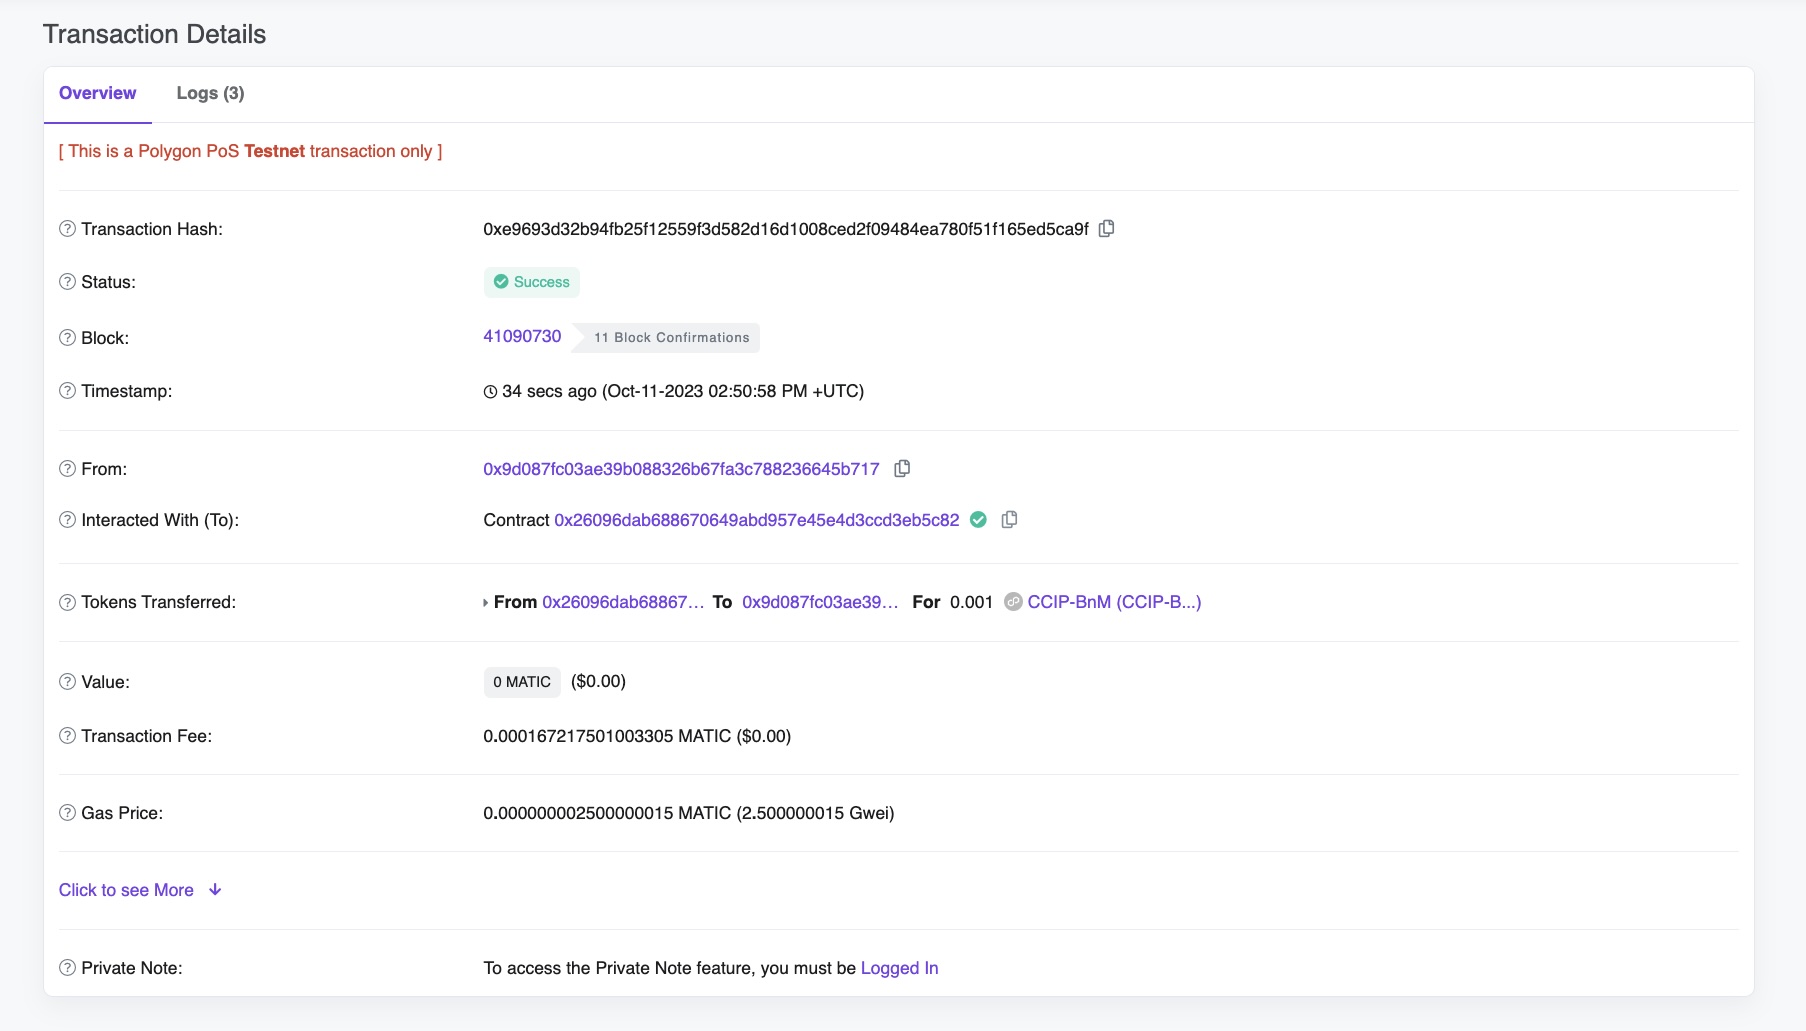 Transaction Details
Overview Logs (3)
[ This is a Polygon PoS Testnet transaction only ]
Transaction Hash: 0xe9693d32b94fb25f12559f3d582d16d1008ced2f09484ea780f51f165ed5ca9f
Status: Success
Block: 41090730 11 Block Confirmations
Timestamp: 34 secs ago (Oct-11-2023 02:50:58 PM +UTC)
From: 0x9d087fc03ae39b088326b67fa3c788236645b717
Interacted With (To): Contract 0x26096dab688670649abd957e45e4d3ccd3eb5c82
Tokens Transferred: From 0x26096dab68867... To 0x9d087fc03ae39... For 0.001 CCIP-BnM (CCIP-B...)
Value: 0 MATIC ($0.00)
Transaction Fee: 0.000167217501003305 MATIC ($0.00)
Gas Price: 0.000000002500000015 MATIC (2.500000015 Gwei)
Click to see More
Private Note: To access the Private Note feature, you must be Logged In